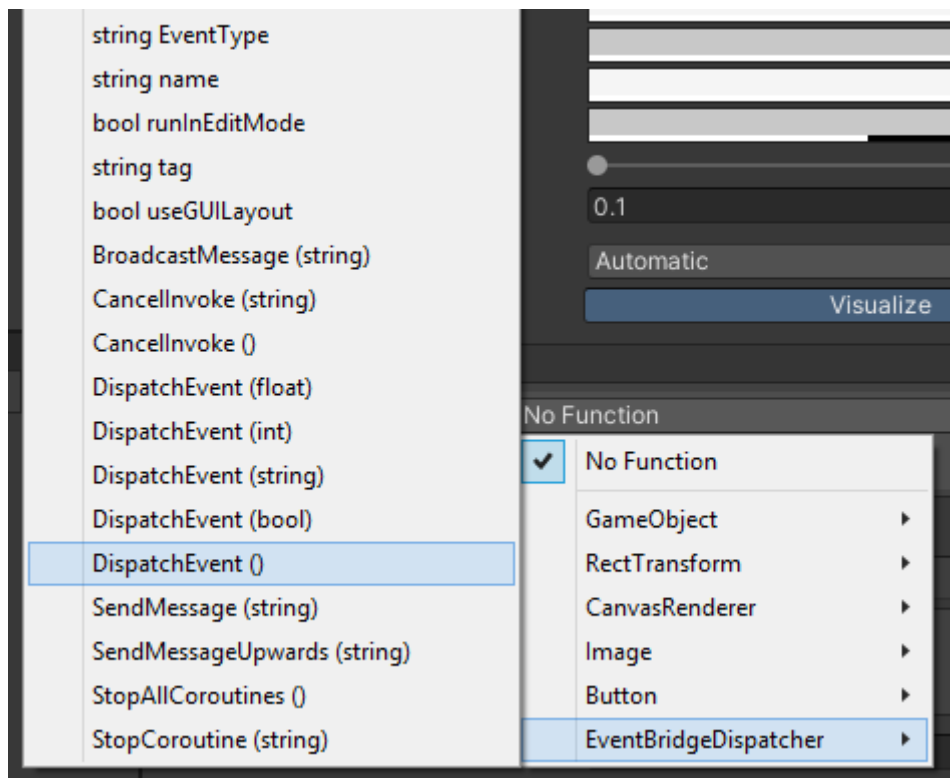 string EventType
string name
bool runInEditMode
string tag
bool useGUILayout
BroadcastMessage (string)
CancelInvoke (string)
CancelInvoke ()
DispatchEvent (float)
DispatchEvent (int)
DispatchEvent (string)
DispatchEvent (bool)
DispatchEvent ()
SendMessage (string)
SendMessageUpwards (string)
StopAllCoroutines ()
StopCoroutine (string)
0.1
Automatic
Visualize
No Function
No Function
GameObject
RectTransform
CanvasRenderer
Image
Button
EventBridgeDispatcher